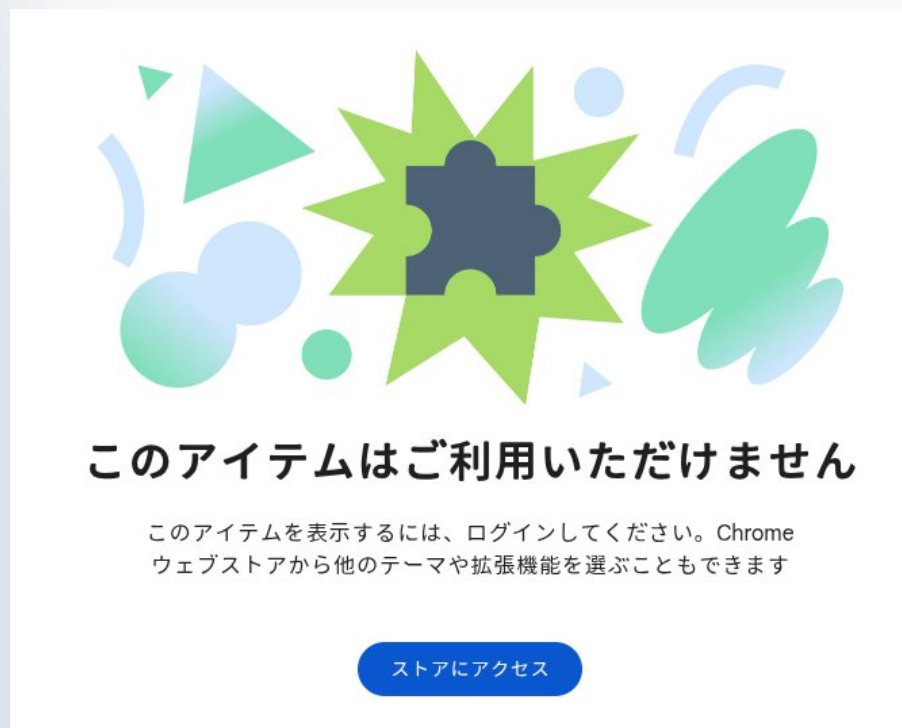 このアイテムはご利用いただけません
このアイテムを表示するには、ログインしてください。Chrome
ウェブストアから他のテーマや拡張機能を選ぶこともできます
ストアにアクセス